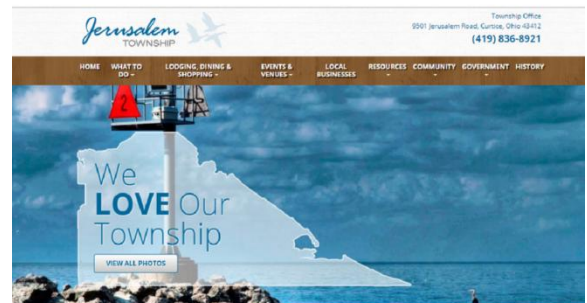 Jerusalem
TOWNSHIP
Township Office
9501 Jerusalem Road, Curtice, Ohio 43412
(419) 836-8921
HOME
WHAT TO
DO
LODGING, DINING &
SHOPPING
EVENTS &
VENUES
LOCAL
BUSINESSES
RESOURCES
COMMUNITY
GOVERNMENT
HISTORY
2
We
LOVE Our
Township
VIEW ALL PHOTOS